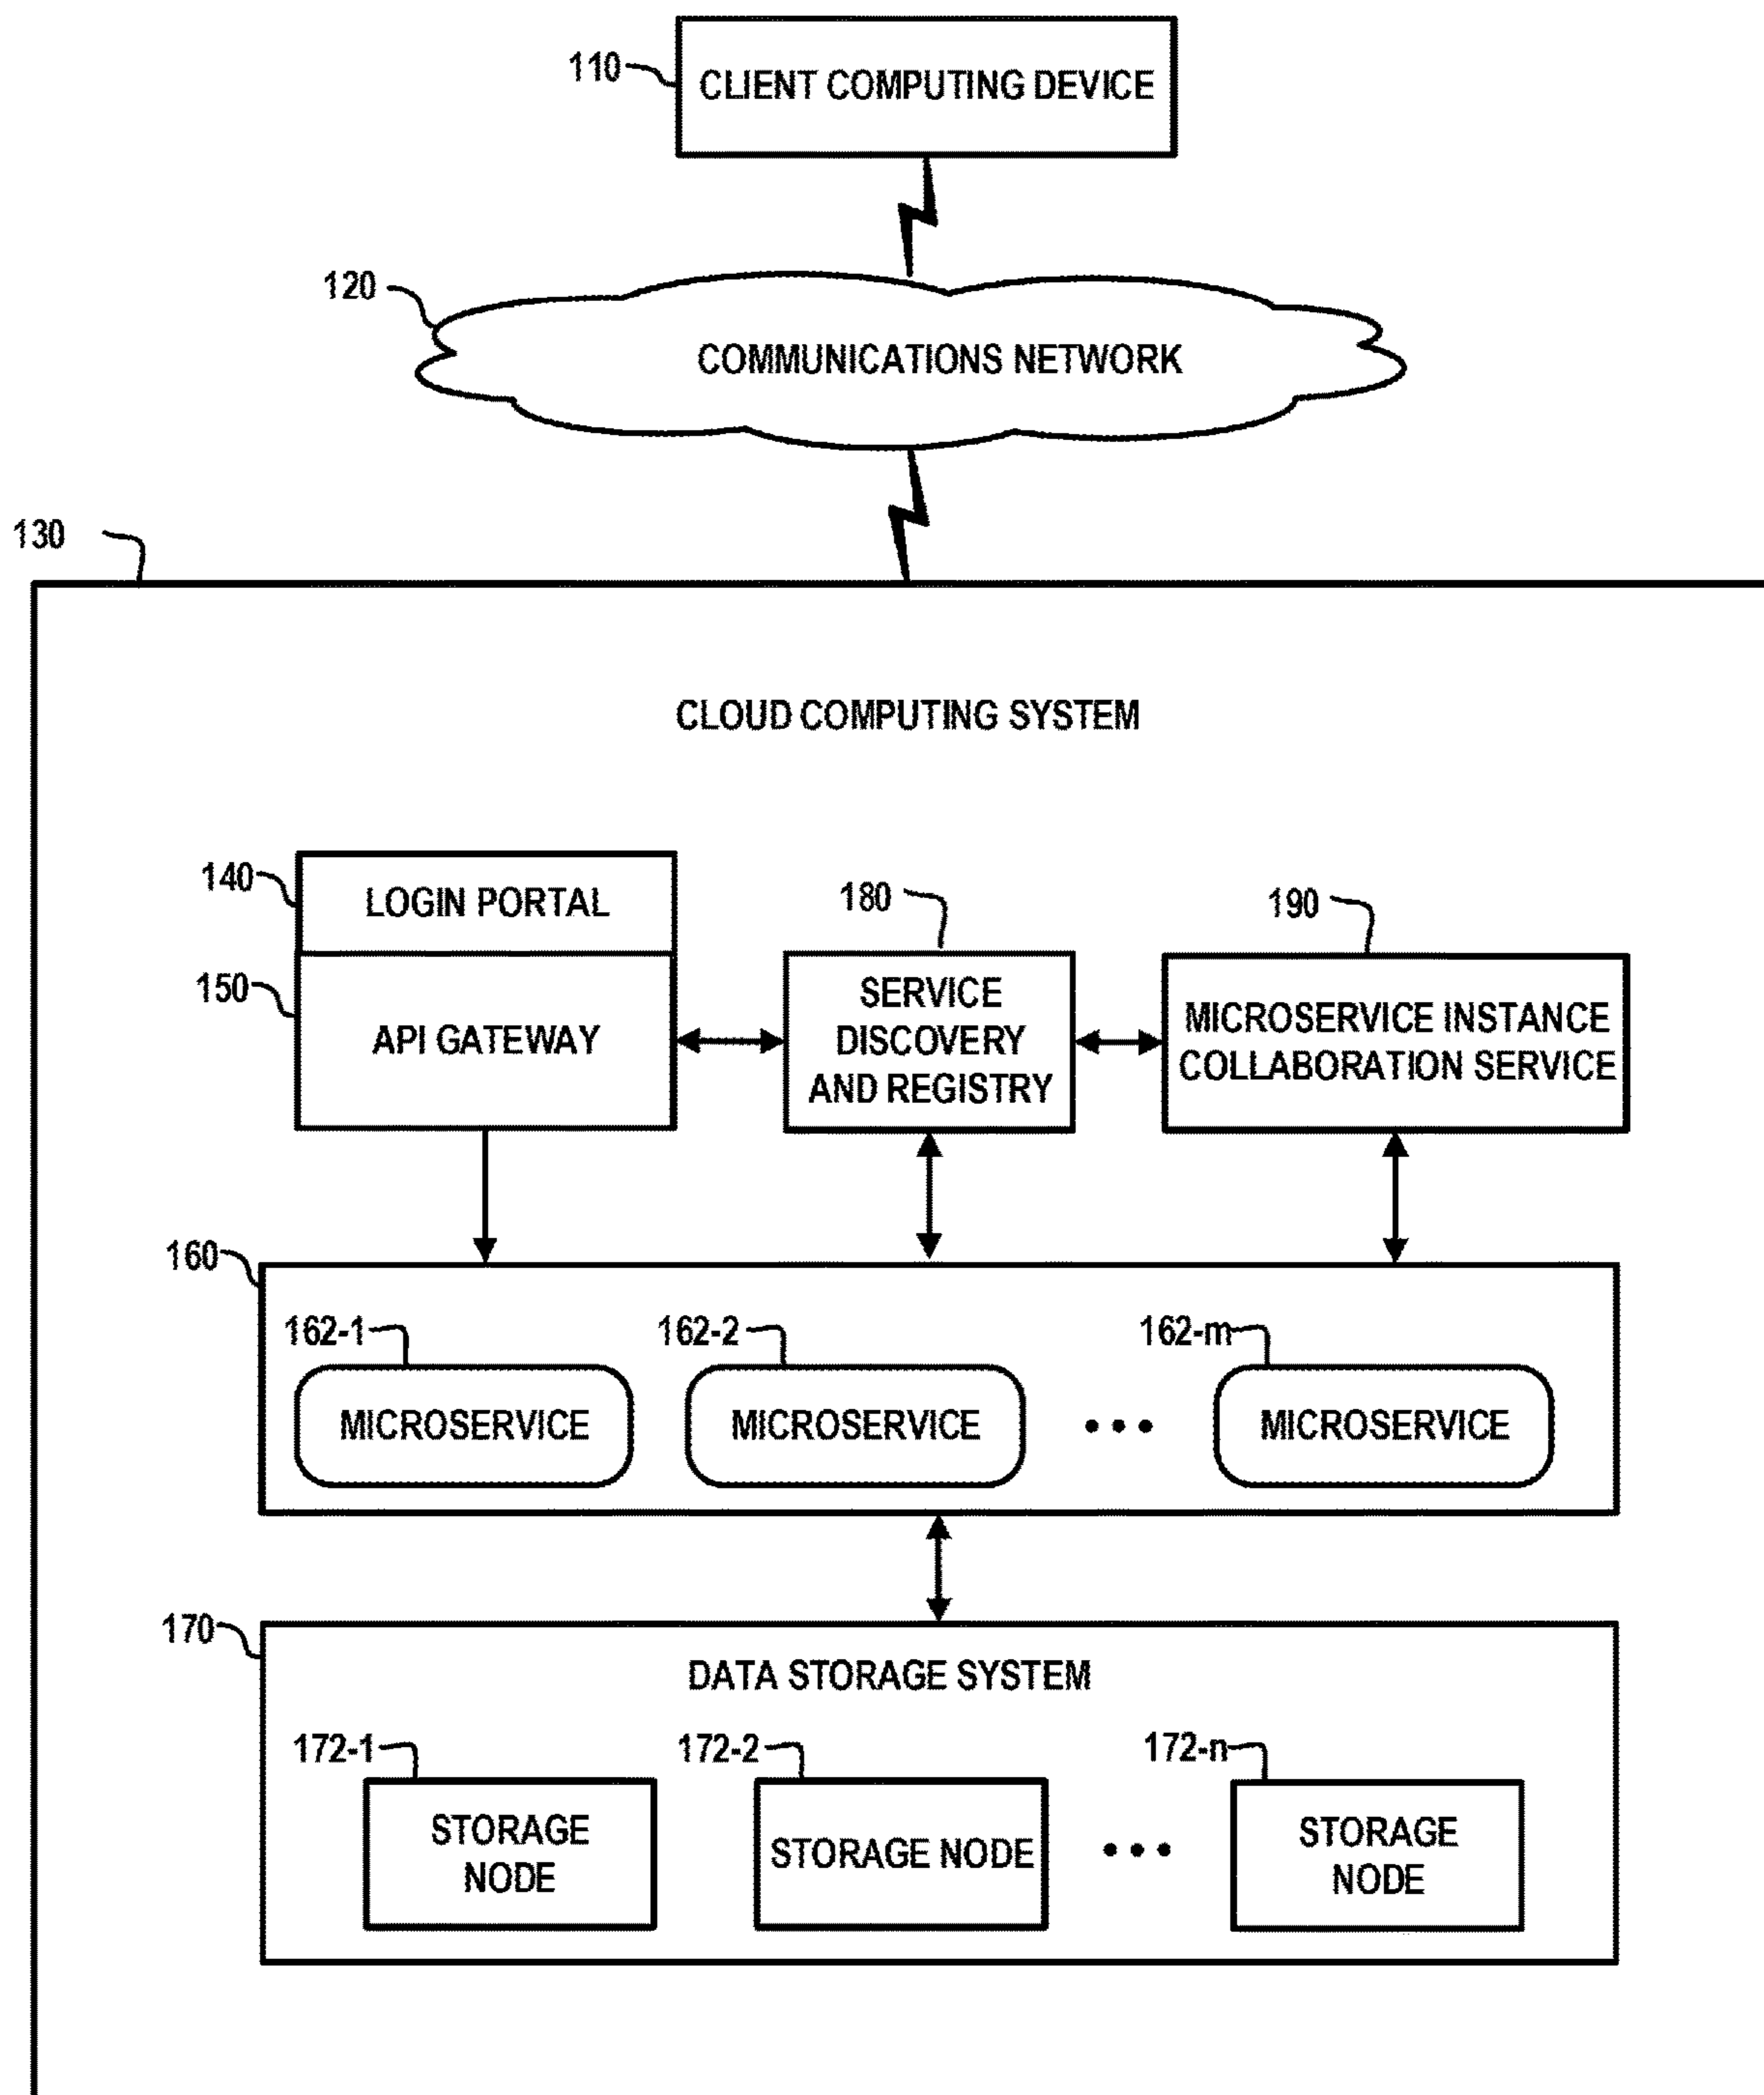 110
CLIENT COMPUTING DEVICE
120
COMMUNICATIONS NETWORK
130
CLOUD COMPUTING SYSTEM
140
LOGIN PORTAL
150
API GATEWAY
180
SERVICE
DISCOVERY
AND REGISTRY
190
MICROSERVICE INSTANCE
COLLABORATION SERVICE
160
162-1
MICROSERVICE
162-2
MICROSERVICE
•••
162-m
MICROSERVICE
170
DATA STORAGE SYSTEM
172-1
STORAGE
NODE
172-2
STORAGE NODE
•••
172-n
STORAGE
NODE